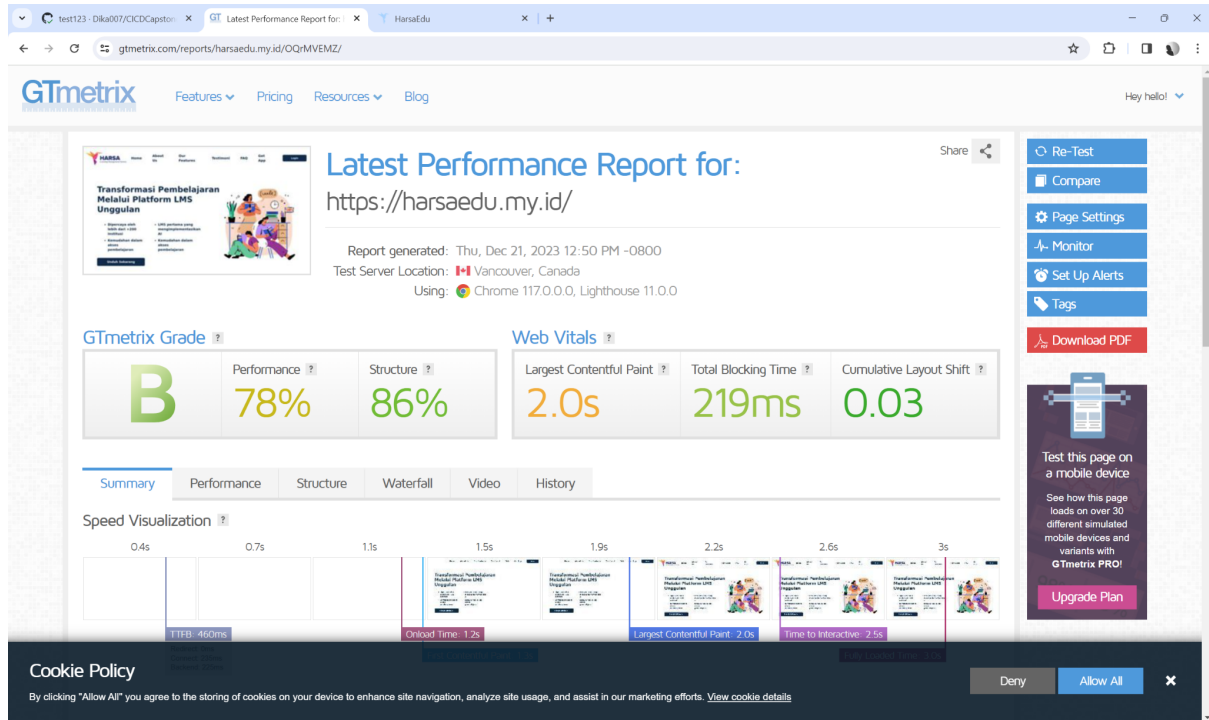 test123 · Dika007/CICDCapston
Latest Performance Report for:
HarsaEdu
gtmetrix.com/reports/harsaedu.my.id/OQrMVEMZ/
GTmetrix
Features
Pricing
Resources
Blog
Hey hello!
HARSA
Transformasi Pembelajaran
Melalui Platform LMS
Unggulan
Latest Performance Report for:
https://harsaedu.my.id/
Share
Report generated: Thu, Dec 21, 2023 12:50 PM -0800
Test Server Location: Vancouver, Canada
Using: Chrome 117.0.0.0, Lighthouse 11.0.0
Re-Test
Compare
Page Settings
Monitor
Set Up Alerts
Tags
Download PDF
GTmetrix Grade ?
B
Performance ?
78%
Structure ?
86%
Web Vitals ?
Largest Contentful Paint ?
2.0s
Total Blocking Time ?
219ms
Cumulative Layout Shift ?
0.03
Test this page on
a mobile device
See how this page
loads on over 30
different simulated
mobile devices and
variants with
GTmetrix PRO!
Upgrade Plan
Summary
Performance
Structure
Waterfall
Video
History
Speed Visualization ?
0.4s 0.7s 1.1s 1.5s 1.9s 2.2s 2.6s 3s
TTFB: 460ms
Onload Time: 1.2s
Largest Contentful Paint: 2.0s
Time to Interactive: 2.5s
Cookie Policy
By clicking "Allow All" you agree to the storing of cookies on your device to enhance site navigation, analyze site usage, and assist in our marketing efforts. View cookie details
Deny
Allow All